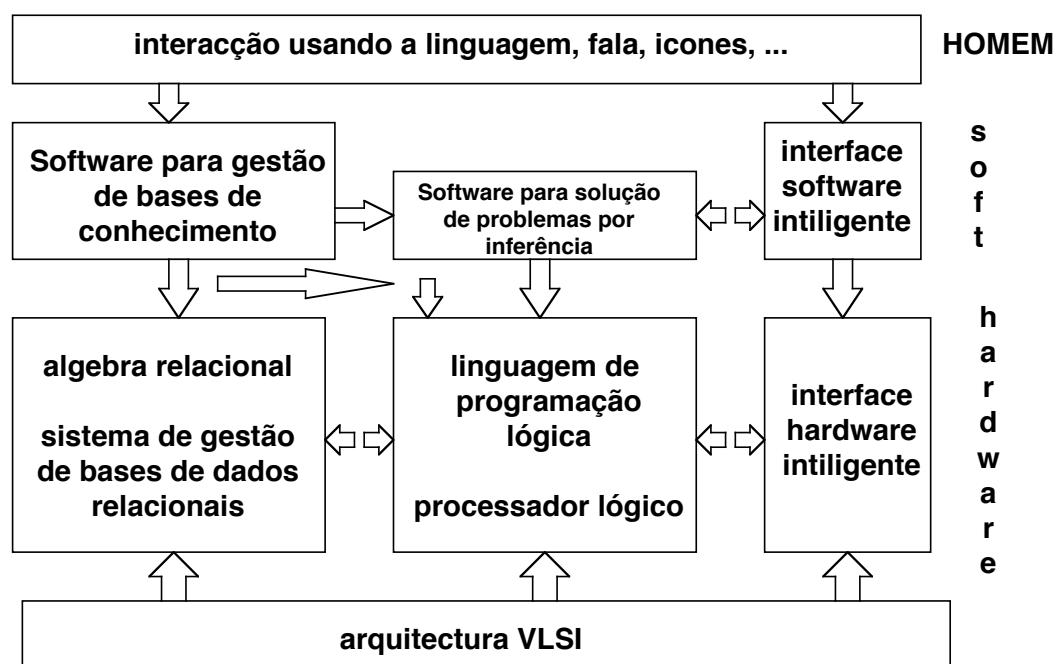 interacção usando a linguagem, fala, icones, ...
HOMEM
Software para gestão
de bases de
conhecimento
Software para solução
de problemas por
inferência
interface
software
intiligente
s
o
f
t
algebra relacional
sistema de gestão
de bases de dados
relacionais
linguagem de
programação
lógica
processador lógico
interface
hardware
intiligente
h
a
r
d
w
a
r
e
arquitectura VLSI